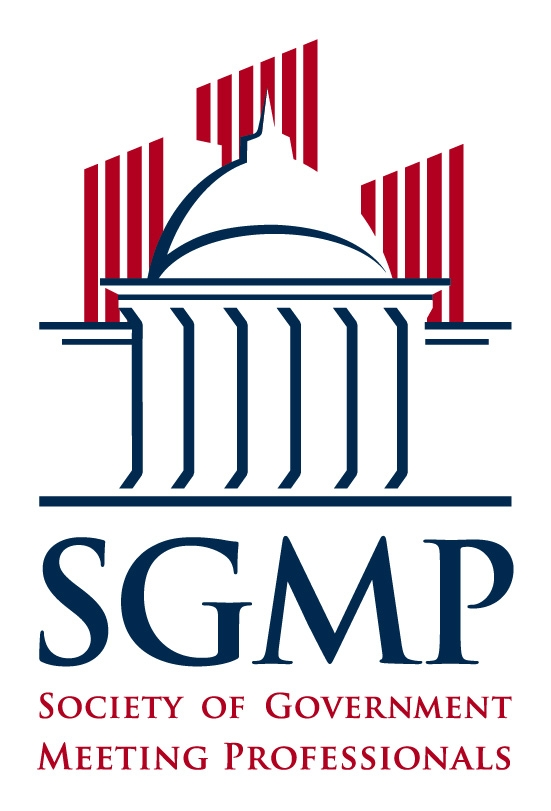 SGMP
Society of Government
Meeting Professionals